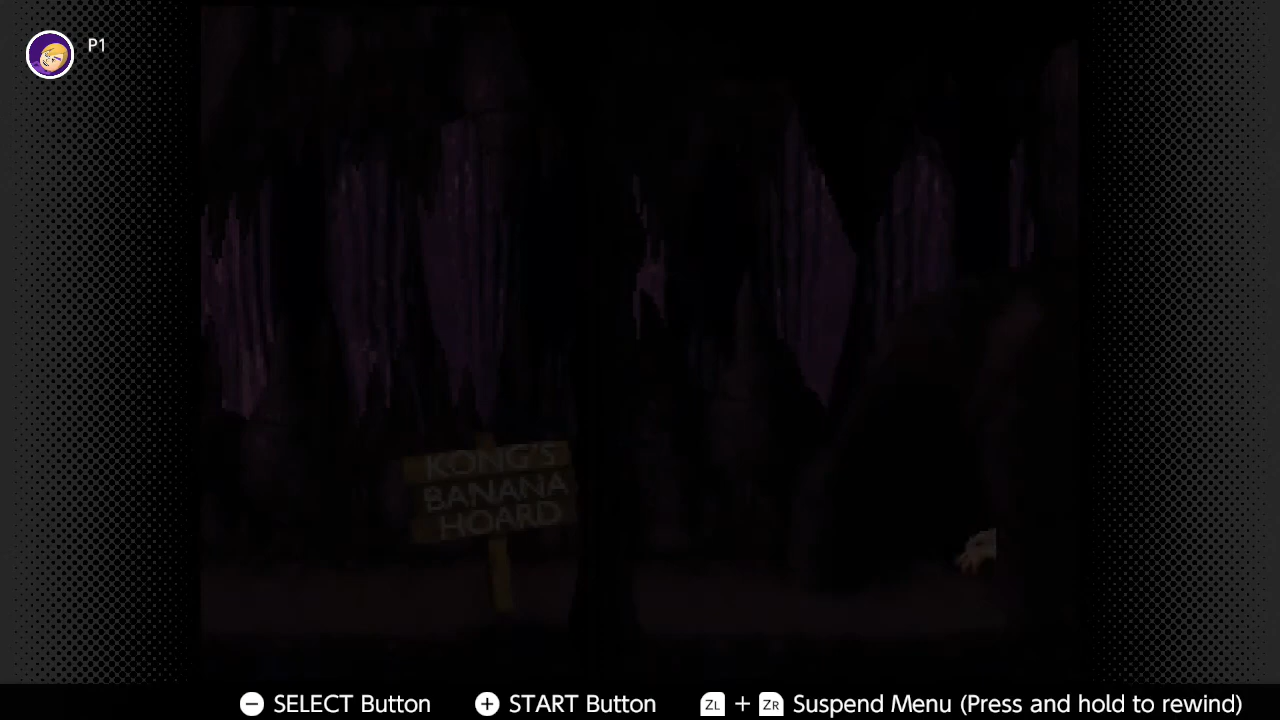 P1
KONG'S
BANANA
HOARD
SELECT Button START Button ZL + ZR Suspend Menu (Press and hold to rewind)